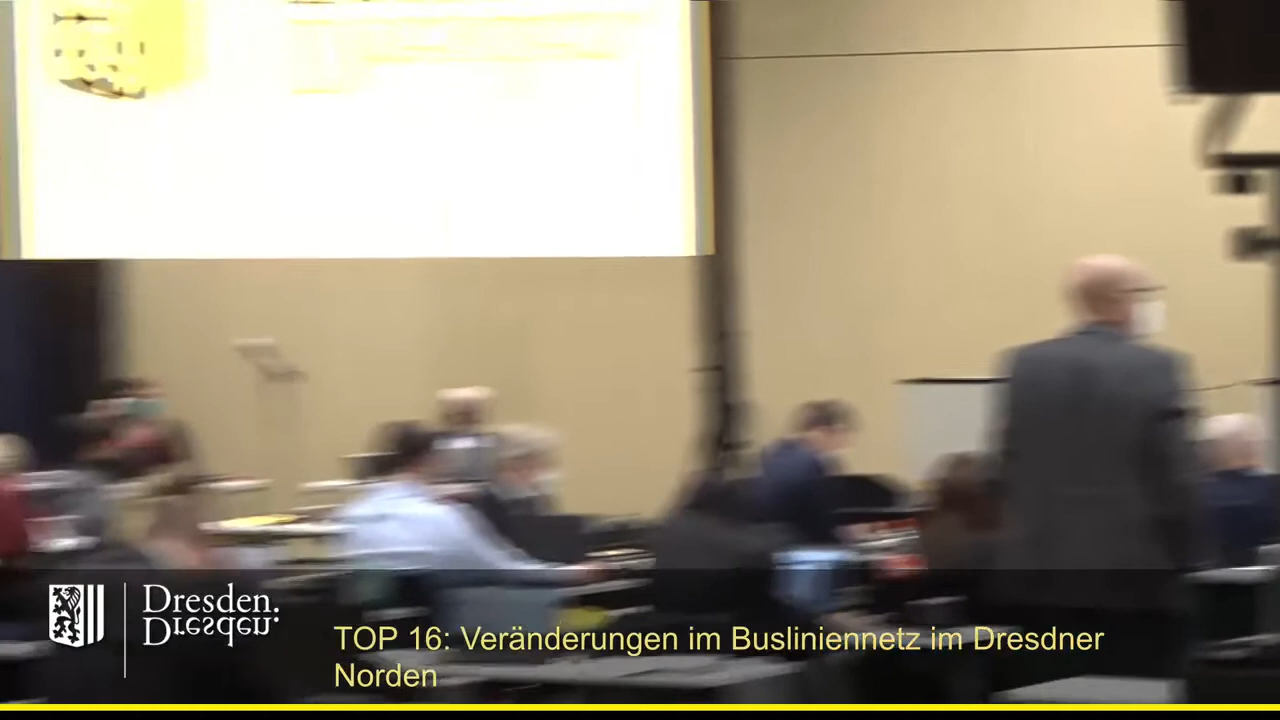 Dresden.
Dresden.
TOP 16: Veränderungen im Busliniennetz im Dresdner
Norden